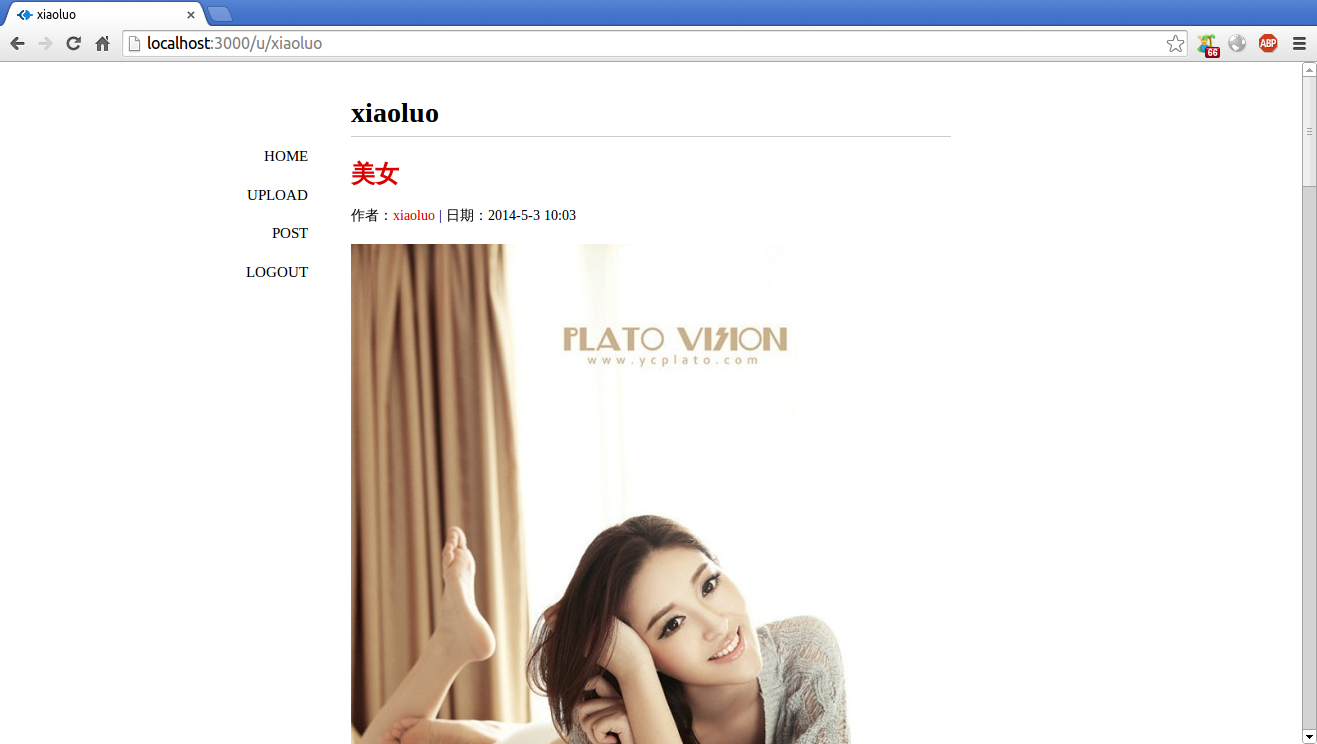 xiaoluo
localhost:3000/u/xiaoluo
66
ABP
xiaoluo
HOME
UPLOAD
POST
LOGOUT
美女
作者：xiaoluo | 日期：2014-5-3 10:03
PLATO VISION
www.ycplato.com